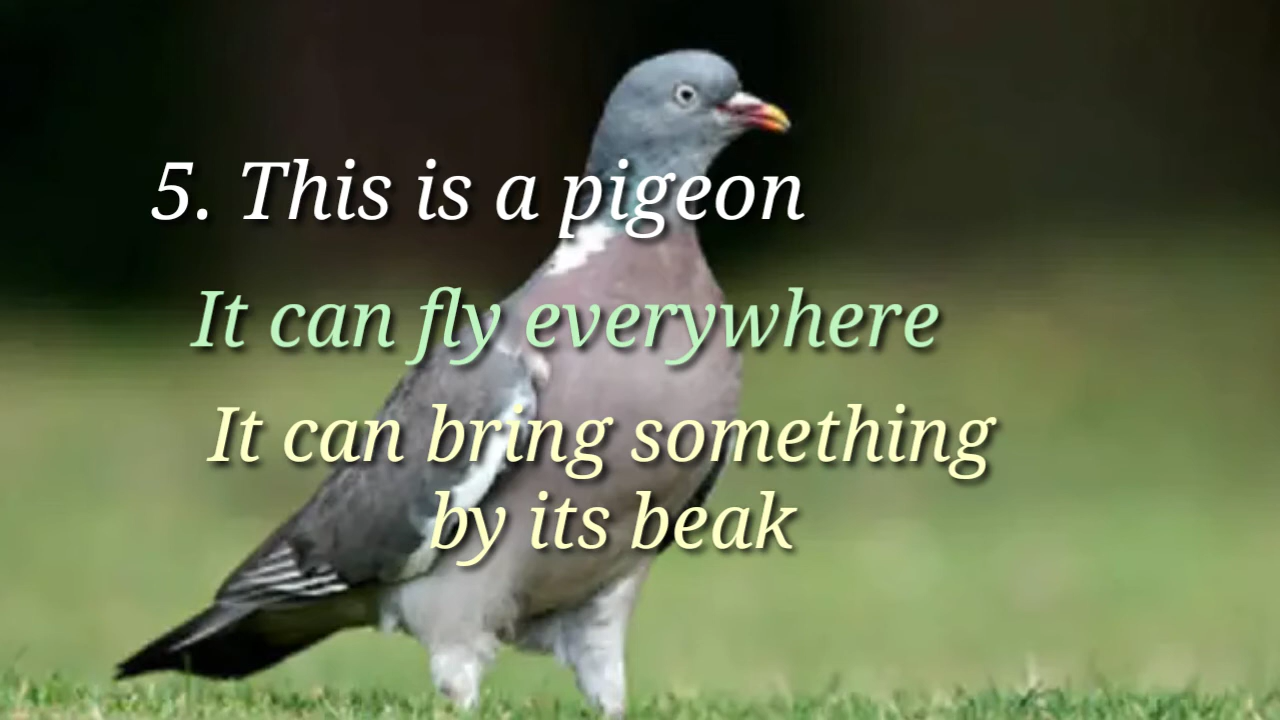 5. This is a pigeon
It can fly everywhere
It can bring something
by its beak